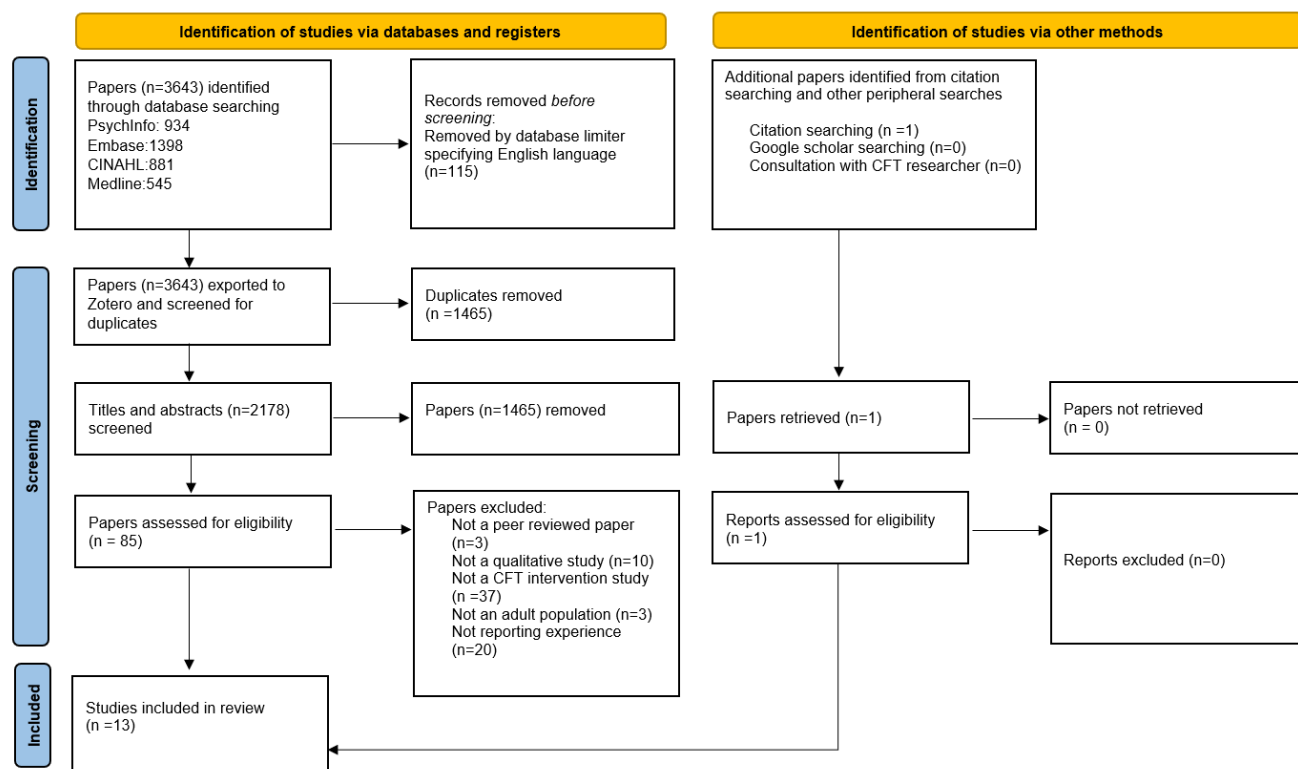 Identification of studies via databases and registers
Identification of studies via other methods
Identification
Papers (n=3643) identified
through database searching
PsychInfo: 934
Embase:1398
CINAHL:881
Medline:545
Records removed before
screening:
Removed by database limiter
specifying English language
(n=115)
Additional papers identified from citation
searching and other peripheral searches
Citation searching (n =1)
Google scholar searching (n=0)
Consultation with CFT researcher (n=0)
Screening
Papers (n=3643) exported to
Zotero and screened for
duplicates
Duplicates removed
(n =1465)
Titles and abstracts (n=2178)
screened
Papers (n=1465) removed
Papers retrieved (n=1)
Papers not retrieved
(n = 0)
Papers assessed for eligibility
(n = 85)
Papers excluded:
Not a peer reviewed paper
(n=3)
Not a qualitative study (n=10)
Not a CFT intervention study
(n =37)
Not an adult population (n=3)
Not reporting experience
(n=20)
Reports assessed for eligibility
(n =1)
Reports excluded (n=0)
Included
Studies included in review
(n =13)